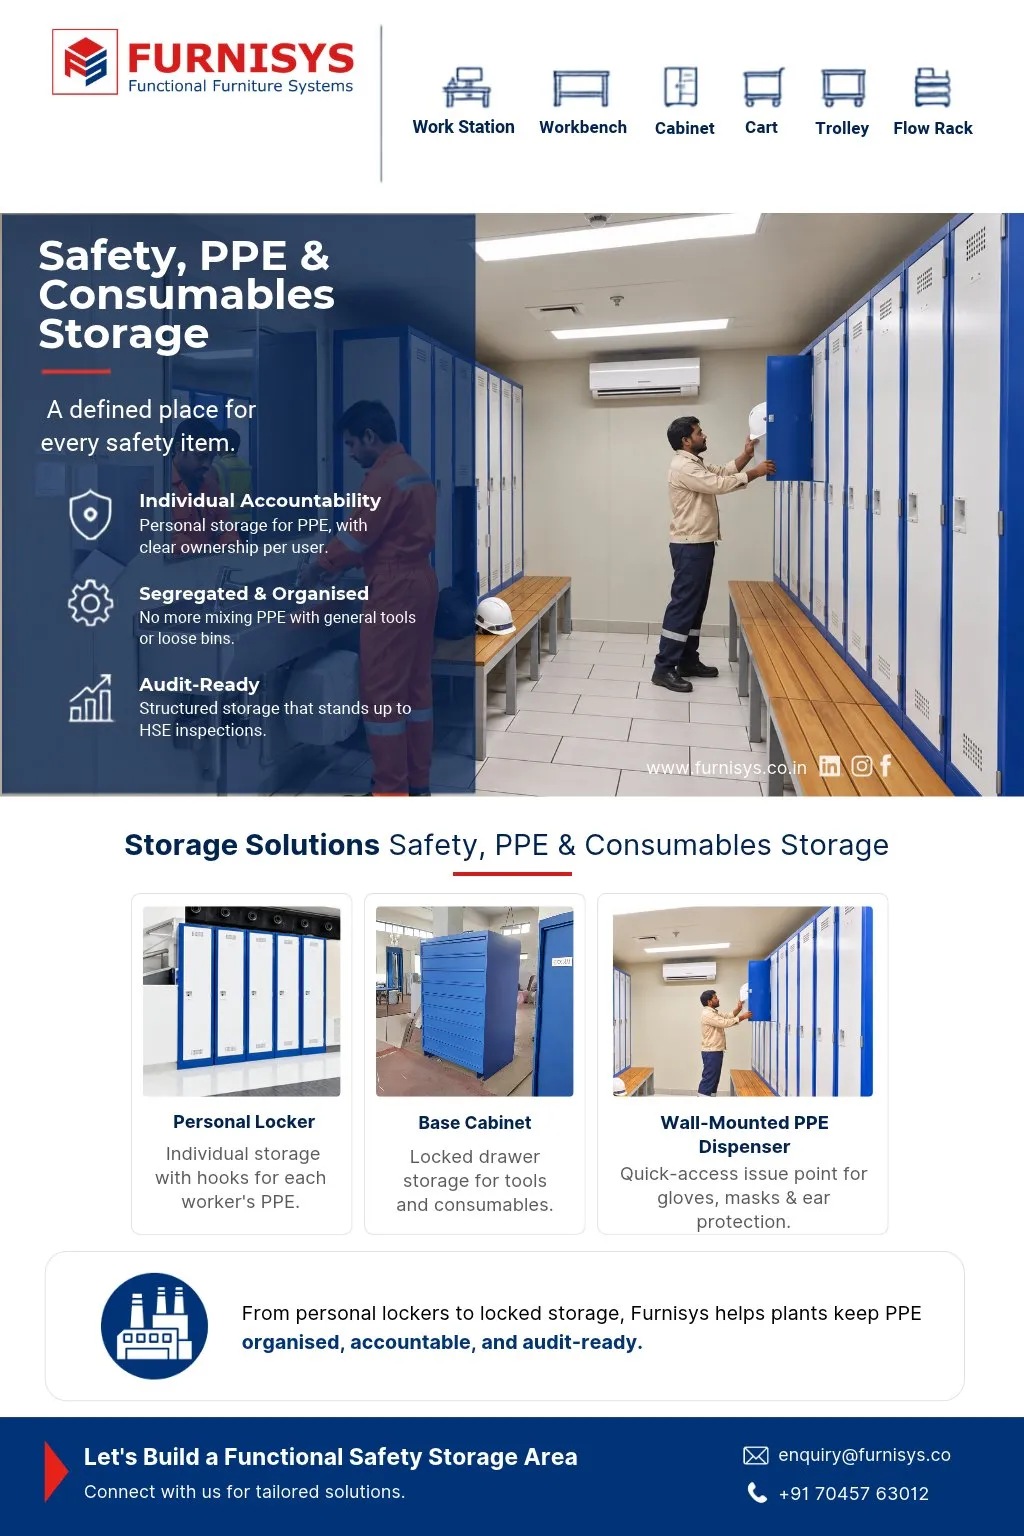 FURNISYS
Functional Furniture Systems
Work Station
Workbench
Cabinet
Cart
Trolley
Flow Rack
Safety, PPE &
Consumables
Storage
A defined place for
every safety item.
Individual Accountability
Personal storage for PPE, with
clear ownership per user.
Segregated & Organised
No more mixing PPE with general tools
or loose bins.
Audit-Ready
Structured storage that stands up to
HSE inspections.
www.furnisys.co.in
Storage Solutions Safety, PPE & Consumables Storage
Personal Locker
Individual storage
with hooks for each
worker's PPE.
Base Cabinet
Locked drawer
storage for tools
and consumables.
Wall-Mounted PPE
Dispenser
Quick-access issue point for
gloves, masks & ear
protection.
From personal lockers to locked storage, Furnisys helps plants keep PPE
organised, accountable, and audit-ready.
Let's Build a Functional Safety Storage Area
Connect with us for tailored solutions.
enquiry@furnisys.co
+91 70457 63012